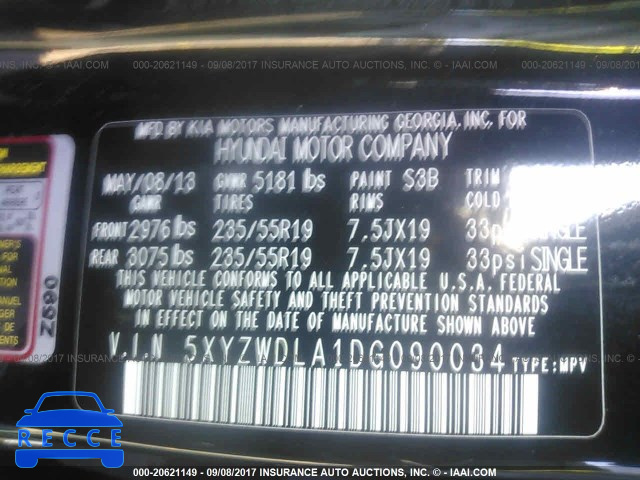 000-20621149 - 09/08/2017 INSURANCE AUTO AUCTIONS, INC. - © IAAI.COM
MFD BY KIA MOTORS MANUFACTURING GEORGIA, INC. FOR
HYUNDAI MOTOR COMPANY
MAY/08/13 GVWR 5181 lbs PAINT S3B TRIM
GAWR TIRES RIMS COLD
FRONT 2976 lbs 235/55R19 7.5JX19 33psi SINGLE
REAR 3075 lbs 235/55R19 7.5JX19 33psi SINGLE
THIS VEHICLE CONFORMS TO ALL APPLICABLE U.S.A. FEDERAL
MOTOR VEHICLE SAFETY AND THEFT PREVENTION STANDARDS
IN EFFECT ON THE DATE OF MANUFACTURE SHOWN ABOVE
V.I.N 5XYZWDLA1DG090034 TYPE:MPV
Z590
RECCE
000-20621149 - 09/08/2017 INSURANCE AUTO AUCTIONS, INC. - © IAAI.COM